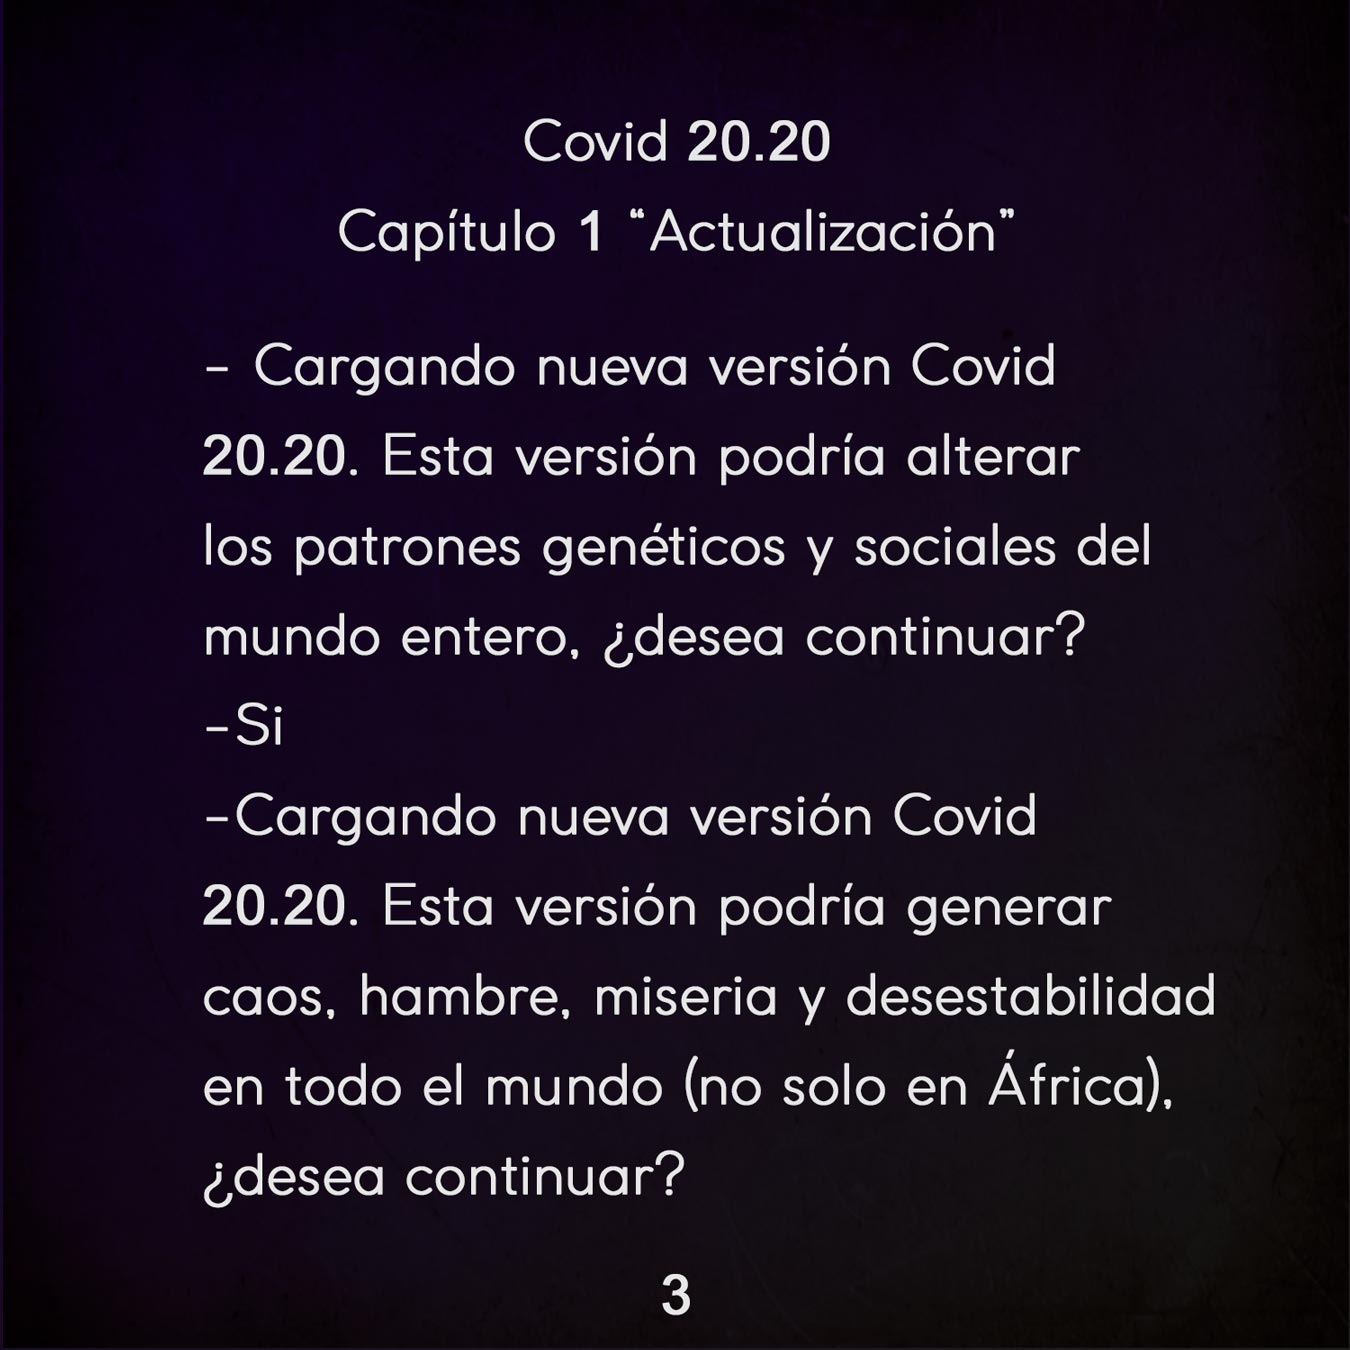 Covid 20.20
Capítulo 1 “Actualización”
- Cargando nueva versión Covid
20.20. Esta versión podría alterar
los patrones genéticos y sociales del
mundo entero, ¿desea continuar?
-Si
-Cargando nueva versión Covid
20.20. Esta versión podría generar
caos, hambre, miseria y desestabilidad
en todo el mundo (no solo en África),
¿desea continuar?
3